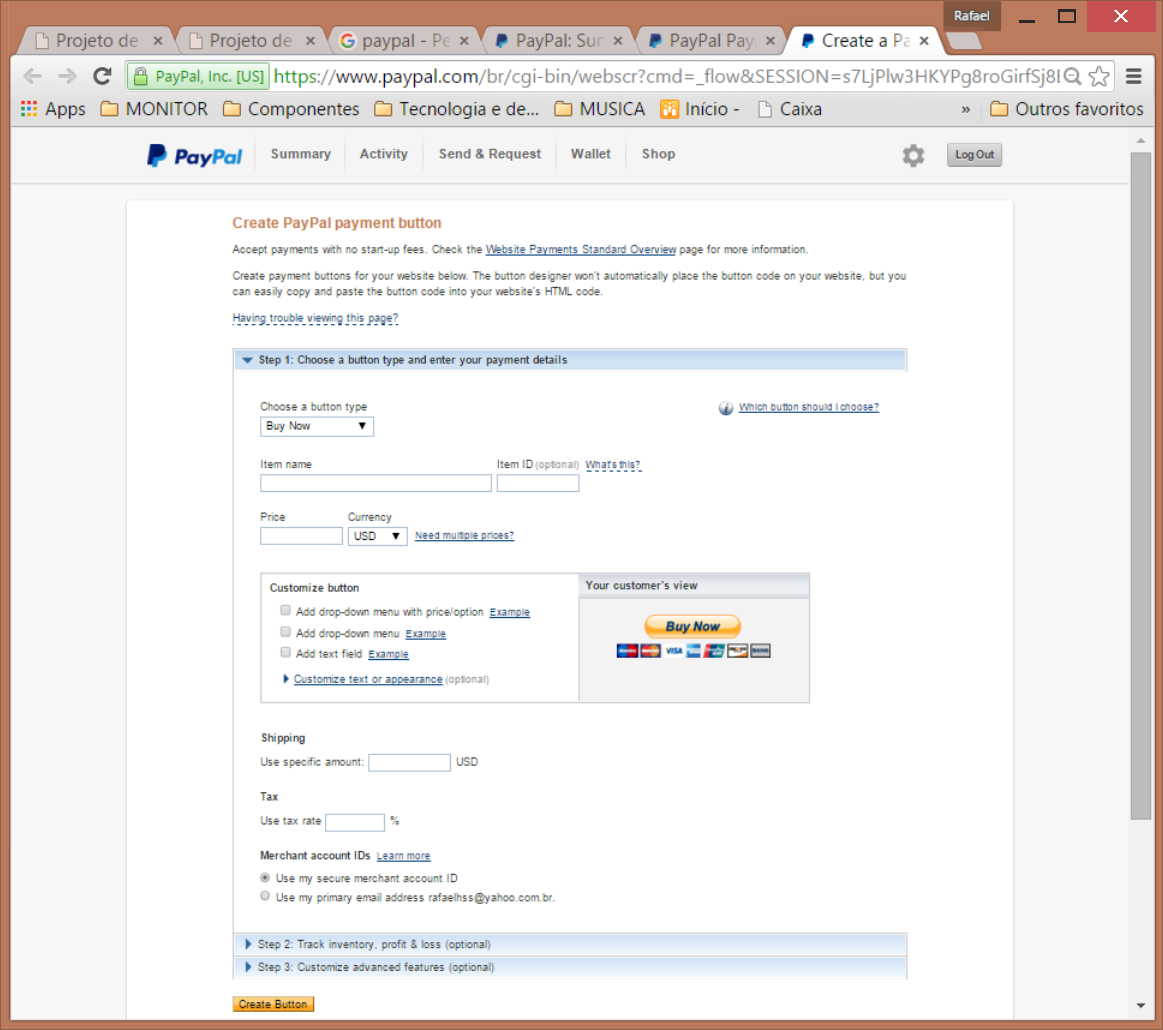 Rafael
Projeto de
Projeto de
paypal - Pe
PayPal: Sun
PayPal Pay
Create a Pa
PayPal, Inc. [US] https://www.paypal.com/br/cgi-bin/webscr?cmd=_flow&SESSION=s7LjPlw3HKYPg8roGirfSj8
Apps MONITOR Componentes Tecnologia e de... MUSICA Início - Caixa » Outros favoritos
PayPal Summary Activity Send & Request Wallet Shop Log Out
Create PayPal payment button
Accept payments with no start-up fees. Check the Website Payments Standard Overview page for more information.
Create payment buttons for your website below. The button designer won't automatically place the button code on your website, but you
can easily copy and paste the button code into your website's HTML code.
Having trouble viewing this page?
Step 1: Choose a button type and enter your payment details
Choose a button type Which button should I choose?
Buy Now
Item name Item ID (optional) What's this?
Price Currency
USD Need multiple prices?
Customize button Your customer's view
Add drop-down menu with price/option Example
Add drop-down menu Example
Add text field Example
Customize text or appearance (optional)
Buy Now
VISA BANK
Shipping
Use specific amount: USD
Tax
Use tax rate %
Merchant account IDs Learn more
Use my secure merchant account ID
Use my primary email address rafaelhss@yahoo.com.br.
Step 2: Track inventory, profit & loss (optional)
Step 3: Customize advanced features (optional)
Create Button